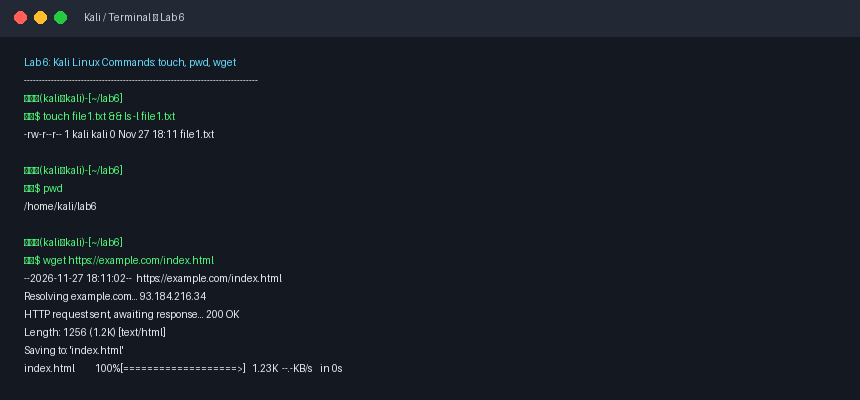 Kali / Terminal Lab 6
Lab 6: Kali Linux Commands: touch, pwd, wget
------------------------------------------------------------------------------
(kali kali)-[~/lab6]
$ touch file1.txt && ls -l file1.txt
-rw-r--r-- 1 kali kali 0 Nov 27 18:11 file1.txt
(kali kali)-[~/lab6]
$ pwd
/home/kali/lab6
(kali kali)-[~/lab6]
$ wget https://example.com/index.html
--2026-11-27 18:11:02-- https://example.com/index.html
Resolving example.com... 93.184.216.34
HTTP request sent, awaiting response... 200 OK
Length: 1256 (1.2K) [text/html]
Saving to: 'index.html'
index.html 100%[===================>] 1.23K --.-KB/s in 0s